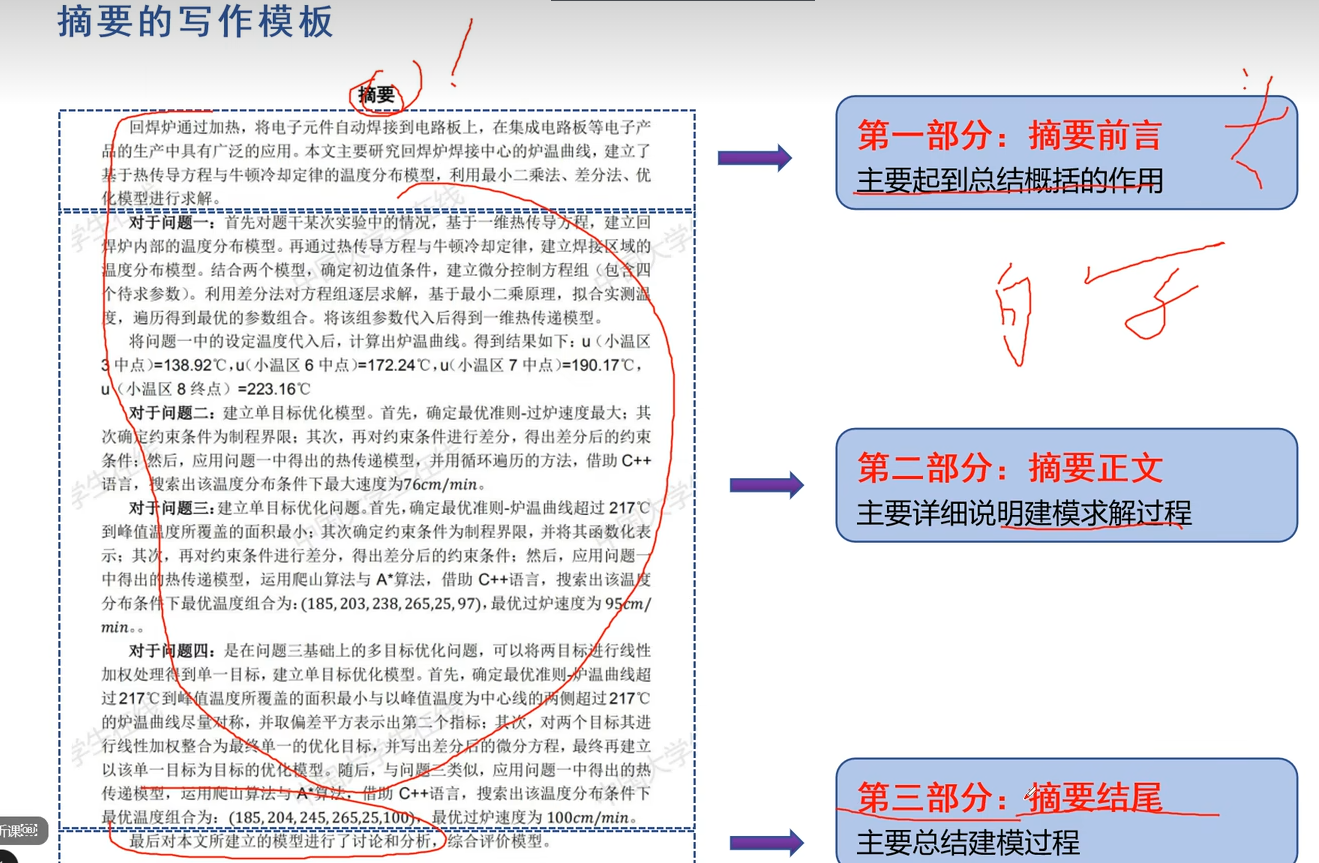 摘要的写作模板
摘要
回焊炉通过加热，将电子元件自动焊接到电路板上，在集成电路板等电子产
品的生产中具有广泛的应用。本文主要研究回焊炉焊接中心的炉温曲线，建立了
基于热传导方程与牛顿冷却定律的温度分布模型，利用最小二乘法、差分法、优
化模型进行求解。
对于问题一：首先对题干某次实验中的情况，基于一维热传导方程，建立回
焊炉内部的温度分布模型。再通过热传导方程与牛顿冷却定律，建立焊接区域的
温度分布模型。结合两个模型，确定初边值条件，建立微分控制方程组（包含四
个待求参数）。利用差分法对方程组逐层求解，基于最小二乘原理，拟合实测温
度，遍历得到最优的参数组合。将该组参数代入后得到一维热传递模型。
将问题一中的设定温度代入后，计算出炉温曲线。得到结果如下：u（小温区
3 中点）=138.92℃,u（小温区 6 中点）=172.24℃,u（小温区 7 中点）=190.17℃，
u（小温区 8 终点）=223.16℃
对于问题二：建立单目标优化模型。首先，确定最优准则-过炉速度最大；其
次确定约束条件为制程界限；其次，再对约束条件进行差分，得出差分后的约束
条件；然后，应用问题一中得出的热传递模型，并用循环遍历的方法，借助 C++
语言，搜索出该温度分布条件下最大速度为76cm/min。
对于问题三：建立单目标优化问题。首先，确定最优准则-炉温曲线超过 217℃
到峰值温度所覆盖的面积最小；其次确定约束条件为制程界限，并将其函数化表
示；其次，再对约束条件进行差分，得出差分后的约束条件；然后，应用问题一
中得出的热传递模型，运用爬山算法与 A*算法，借助 C++语言，搜索出该温度
分布条件下最优温度组合为：(185,203,238,265,25,97)，最优过炉速度为 95cm/
min。。
对于问题四：是在问题三基础上的多目标优化问题，可以将两目标进行线性
加权处理得到单一目标，建立单目标优化模型。首先，确定最优准则-炉温曲线超
过 217℃到峰值温度所覆盖的面积最小与以峰值温度为中心线的两侧超过 217℃
的炉温曲线尽量对称，并取偏差平方表示出第二个指标；其次，对两个目标其进
行线性加权整合为最终单一的优化目标，并写出差分后的微分方程，最终再建立
以该单一目标为目标的优化模型。随后，与问题三类似，应用问题一中得出的热
传递模型，运用爬山算法与 A*算法，借助 C++语言，搜索出该温度分布条件下
最优温度组合为：(185,204,245,265,25,100)，最优过炉速度为 100cm/min。
最后对本文所建立的模型进行了讨论和分析，综合评价模型。
第一部分：摘要前言
主要起到总结概括的作用
第二部分：摘要正文
主要详细说明建模求解过程
第三部分：摘要结尾
主要总结建模过程
听课